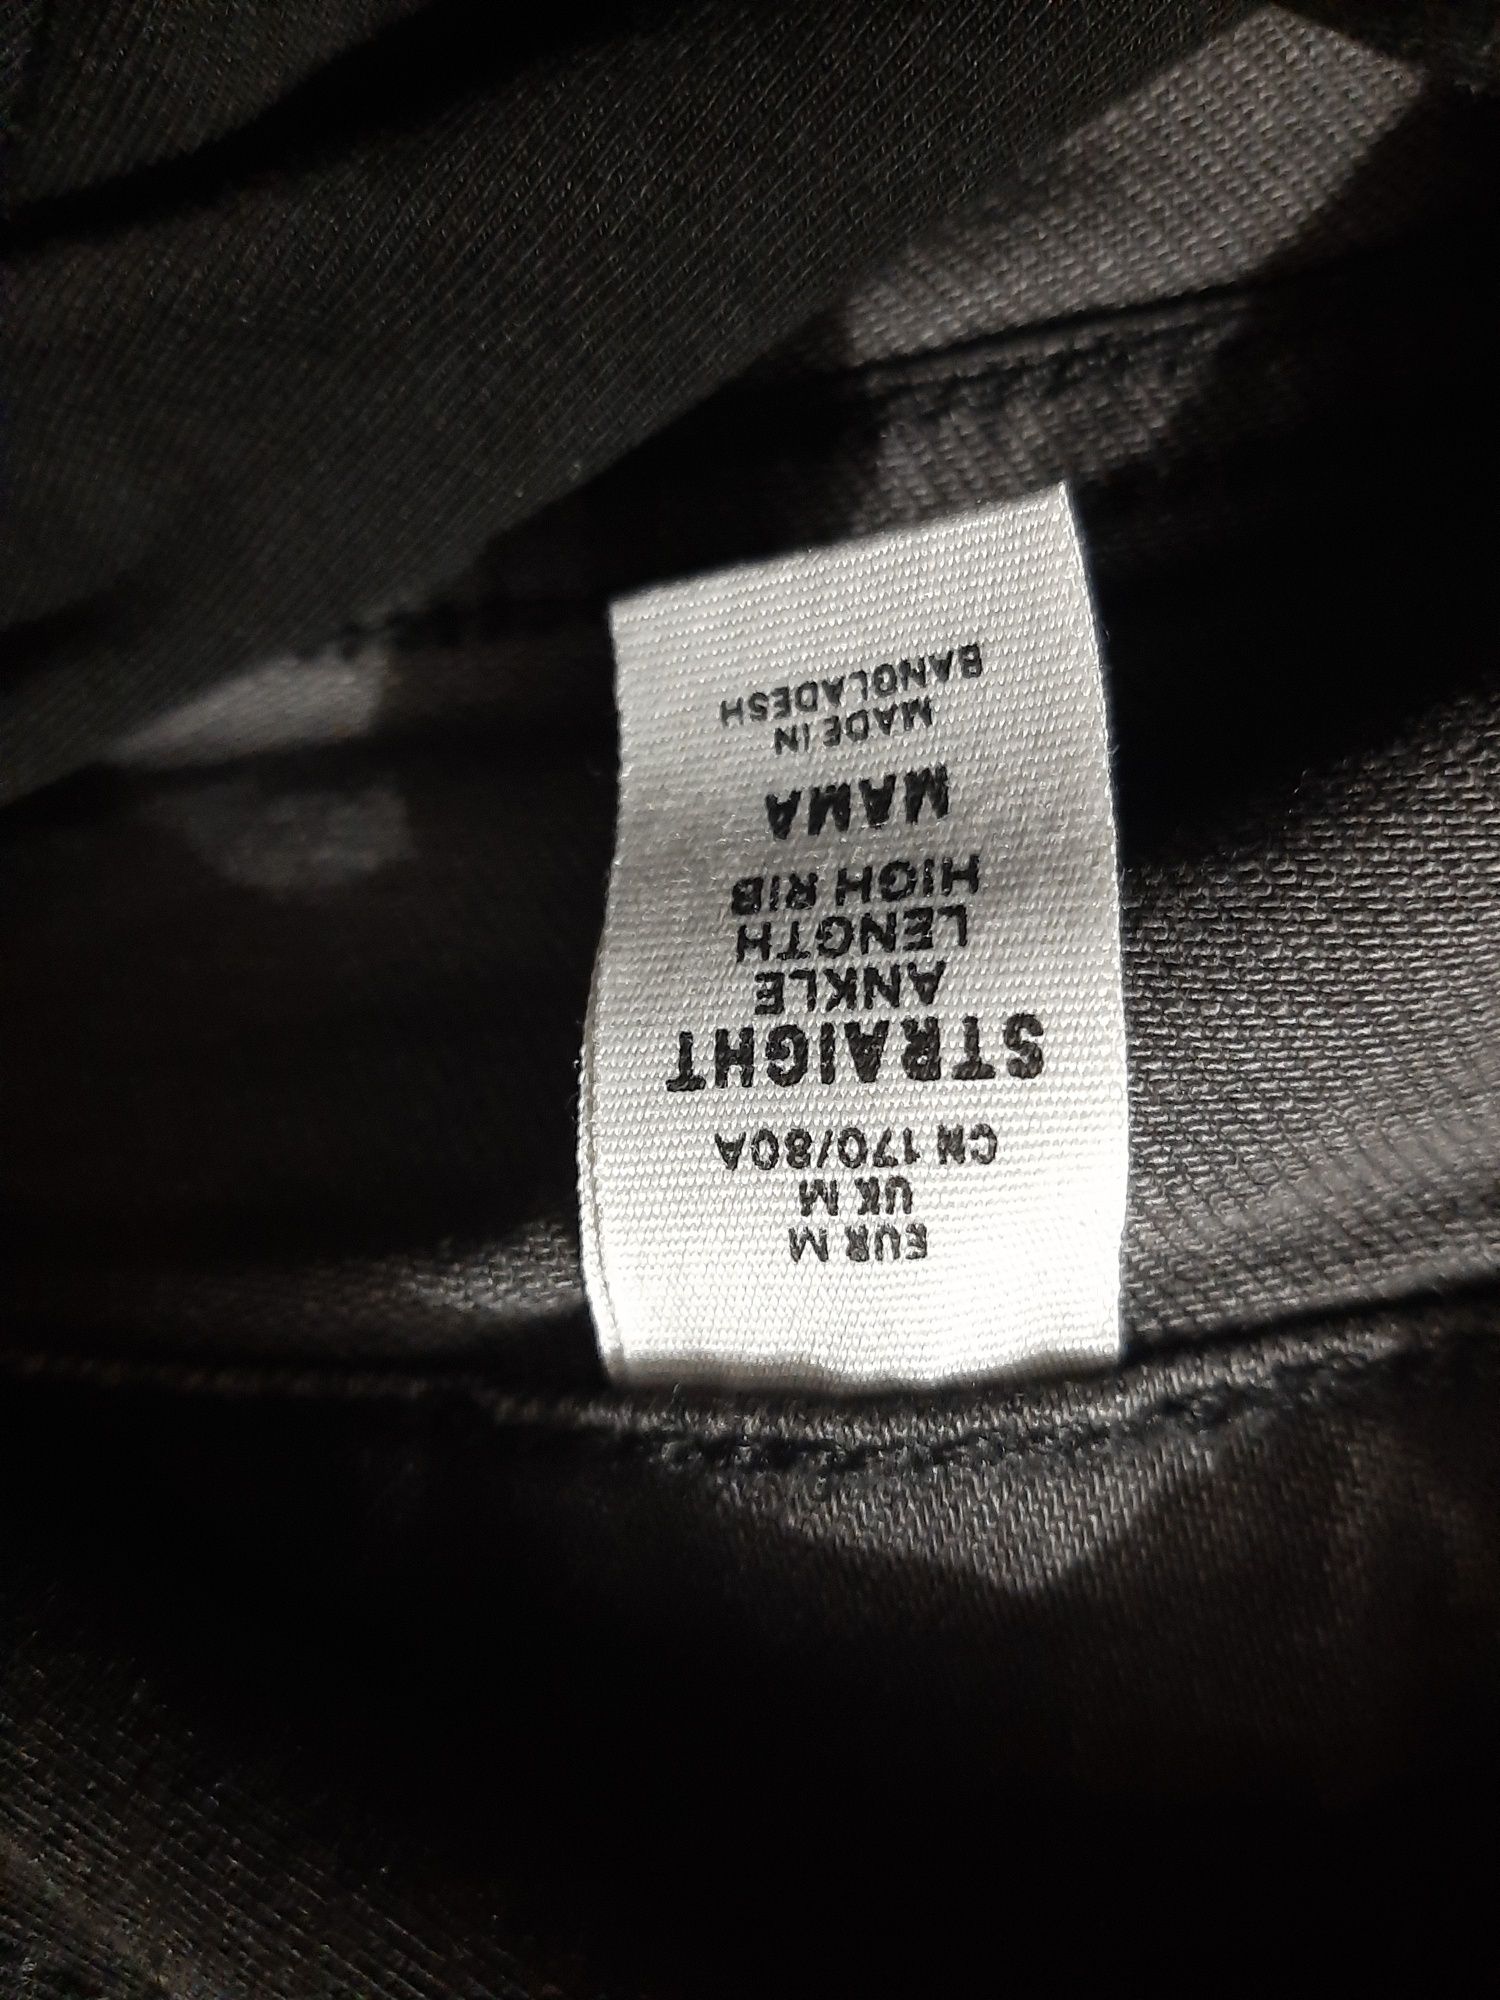 EUR M
UK M
CN 170/80A
STRAIGHT
ANKLE
LENGTH
HIGH RIB
MAMA
MADE IN
BANGLADESH